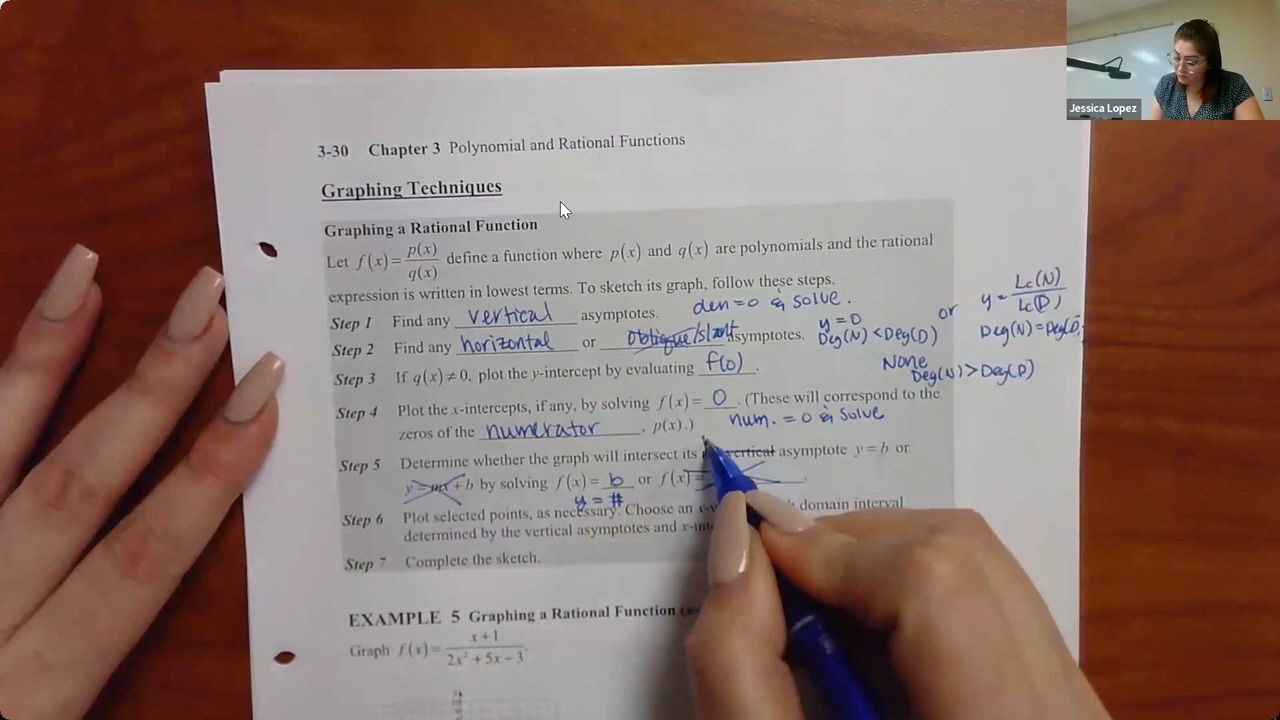 Jessica Lopez
3-30 Chapter 3 Polynomial and Rational Functions
Graphing Techniques
Graphing a Rational Function
Let f(x) = p(x)/q(x) define a function where p(x) and q(x) are polynomials and the rational
expression is written in lowest terms. To sketch its graph, follow these steps.
den = 0 & solve.
Step 1 Find any vertical asymptotes.
or y = Lc(N)/Lc(D)
Deg(N) = Deg(D)
y = 0
Deg(N) < Deg(D)
Step 2 Find any horizontal or oblique/slant asymptotes.
None
Deg(N) > Deg(D)
Step 3 If q(x) ≠ 0, plot the y-intercept by evaluating f(0).
Step 4 Plot the x-intercepts, if any, by solving f(x) = 0. (These will correspond to the
zeros of the numerator, p(x).) num. = 0 & solve
Step 5 Determine whether the graph will intersect its vertical asymptote y = b or
y = mx + b by solving f(x) = b or f(x) =
y = #
Step 6 Plot selected points, as necessary. Choose an domain interval
determined by the vertical asymptotes and
Step 7 Complete the sketch.
EXAMPLE 5 Graphing a Rational Function
Graph f(x) = x + 1/2x² + 5x − 3.